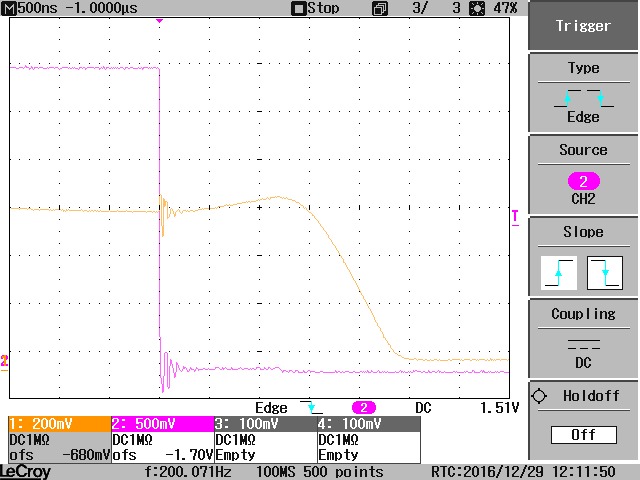 M 500ns -1.0000µs Stop 3/ 3 47%
Trigger
Type
Edge
Source
2
CH2
T
Slope
Coupling
DC
2
Holdoff
Edge 2 DC 1.51V
Off
1: 200mV 2: 500mV 3: 100mV 4: 100mV
DC1MΩ DC1MΩ DC1MΩ DC1MΩ
ofs -680mV ofs -1.70V Empty Empty
LeCroy f:200.071Hz 100MS 500 points RTC:2016/12/29 12:11:50